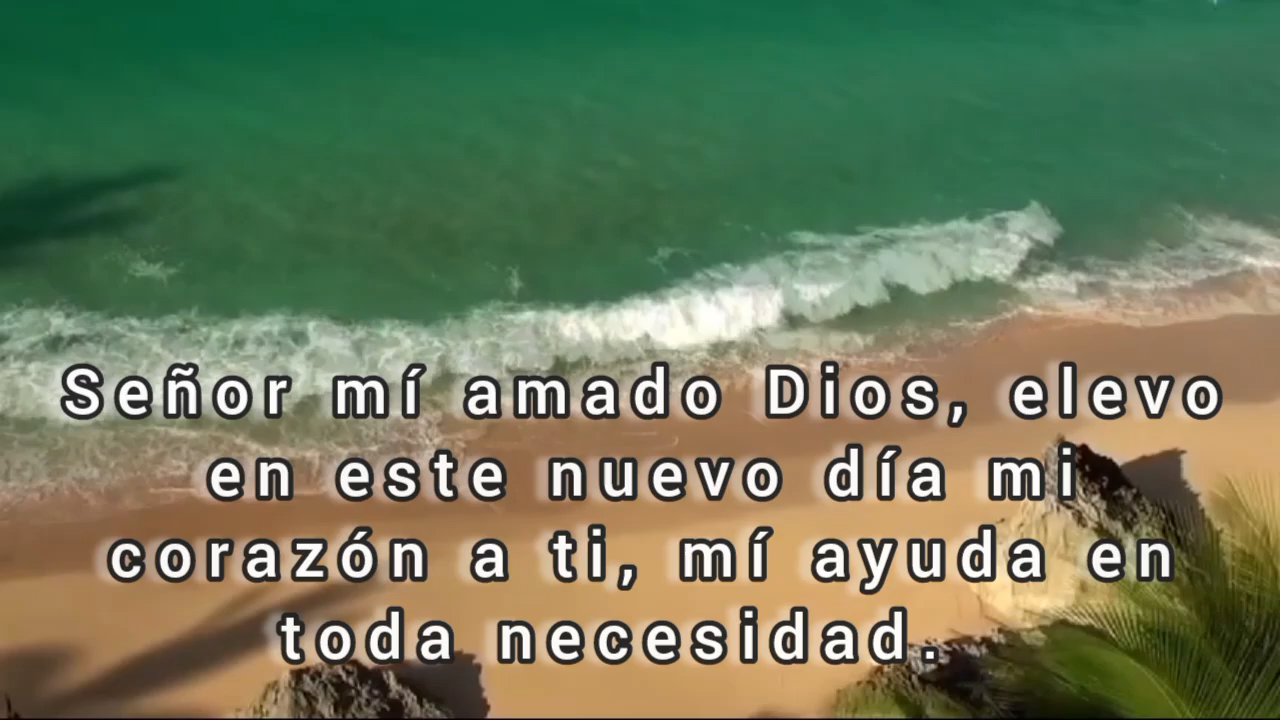 Señor mí amado Dios, elevo
en este nuevo día mi
corazón a ti, mí ayuda en
toda necesidad.